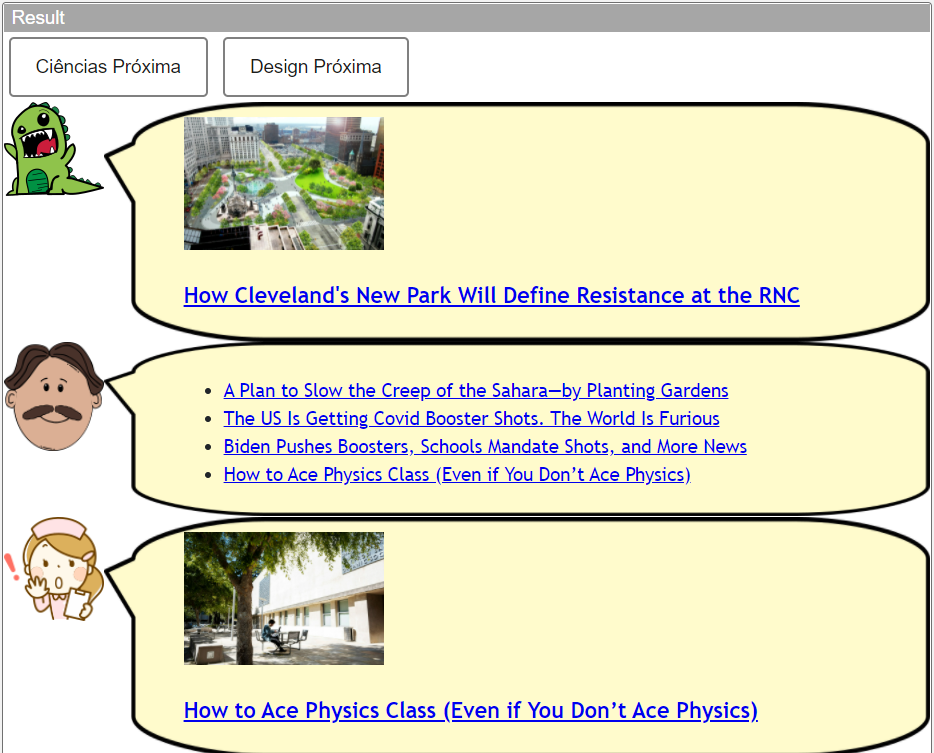 Result
Ciências Próxima
Design Próxima
How Cleveland's New Park Will Define Resistance at the RNC
A Plan to Slow the Creep of the Sahara—by Planting Gardens
The US Is Getting Covid Booster Shots. The World Is Furious
Biden Pushes Boosters, Schools Mandate Shots, and More News
How to Ace Physics Class (Even if You Don’t Ace Physics)
How to Ace Physics Class (Even if You Don’t Ace Physics)